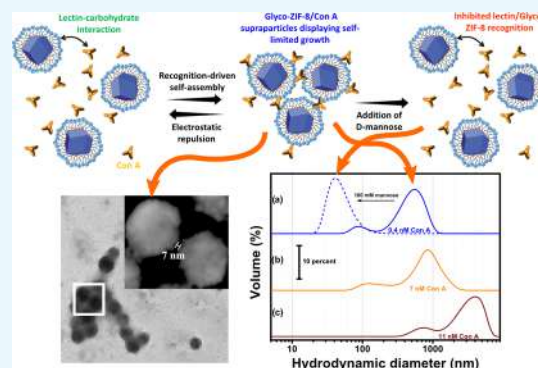 Lectin-carbohydrate
Interaction
Glyco-ZIF-8/Con A
supraparticles displaying self-
limited growth
Inhibited lectin/Glyco
ZIF-8 recognition
Recognition-driven
self-assembly
Electrostatic
repulsion
Addition of
D-mannose
Con A
7 nm
Volume (%)
(a)
100 mM mannose
3.4 nM Con A
10 percent
(b)
7 nM Con A
(c)
11 nM Con A
10
100
1000
Hydrodynamic diameter (nm)